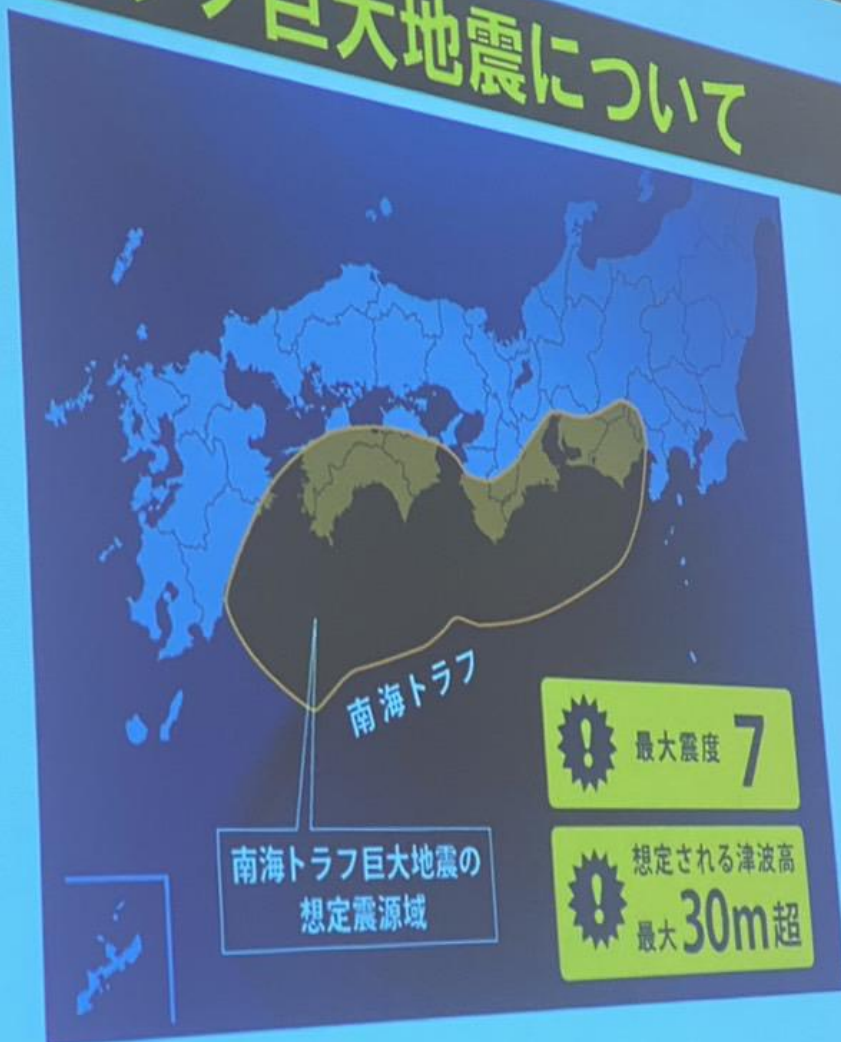 ラフ巨大地震について
南海トラフ
最大震度 7
南海トラフ巨大地震の
想定震源域
想定される津波高
最大30m超